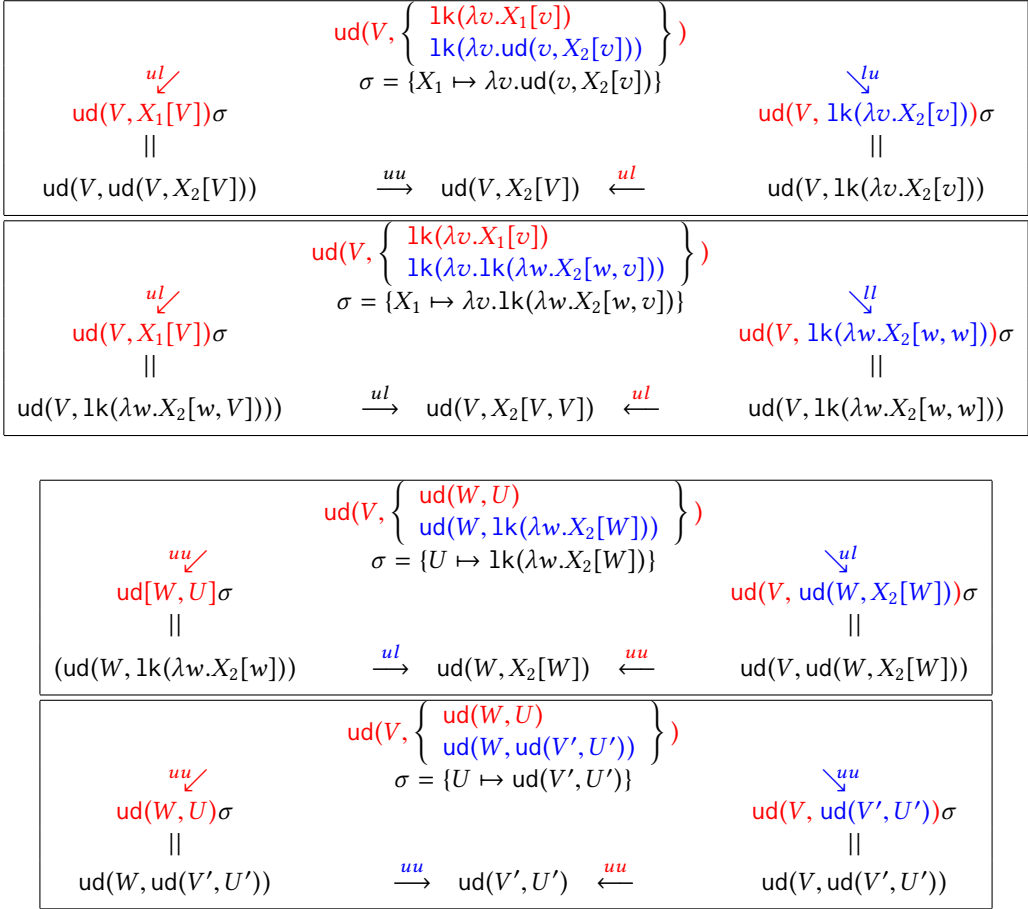 ud(V, { lk(λv.X₁[v])
lk(λv.ud(v, X₂[v])) } )
ul σ = {X₁ ↦ λv.ud(v, X₂[v])} lu
ud(V, X₁[V])σ ud(V, lk(λv.X₂[v]))σ
|| ||
ud(V, ud(V, X₂[V])) uu⟶ ud(V, X₂[V]) ul⟵ ud(V, lk(λv.X₂[v]))
ud(V, { lk(λv.X₁[v])
lk(λv.lk(λw.X₂[w, v])) } )
ul σ = {X₁ ↦ λv.lk(λw.X₂[w, v])} ll
ud(V, X₁[V])σ ud(V, lk(λw.X₂[w, w]))σ
|| ||
ud(V, lk(λw.X₂[w, V]))) ul⟶ ud(V, X₂[V, V]) ul⟵ ud(V, lk(λw.X₂[w, w]))
ud(V, { ud(W, U)
ud(W, lk(λw.X₂[W])) } )
uu σ = {U ↦ lk(λw.X₂[W])} ul
ud[W, U]σ ud(V, ud(W, X₂[W]))σ
|| ||
(ud(W, lk(λw.X₂[w])) ul⟶ ud(W, X₂[W]) uu⟵ ud(V, ud(W, X₂[W]))
ud(V, { ud(W, U)
ud(W, ud(V′, U′)) } )
uu σ = {U ↦ ud(V′, U′)} uu
ud(W, U)σ ud(V, ud(V′, U′))σ
|| ||
ud(W, ud(V′, U′)) uu⟶ ud(V′, U′) uu⟵ ud(V, ud(V′, U′))